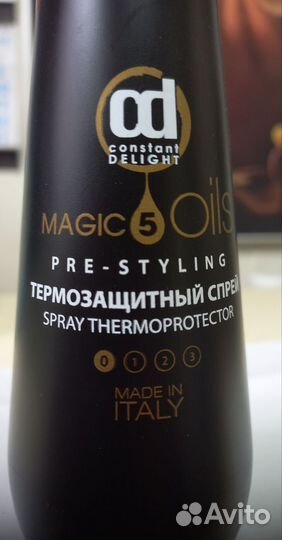 cd
constant
DELIGHT
MAGIC 5 oils
PRE-STYLING
ТЕРМОЗАЩИТНЫЙ СПРЕЙ
SPRAY THERMOPROTECTOR
0 1 2 3
MADE IN
ITALY
Avito